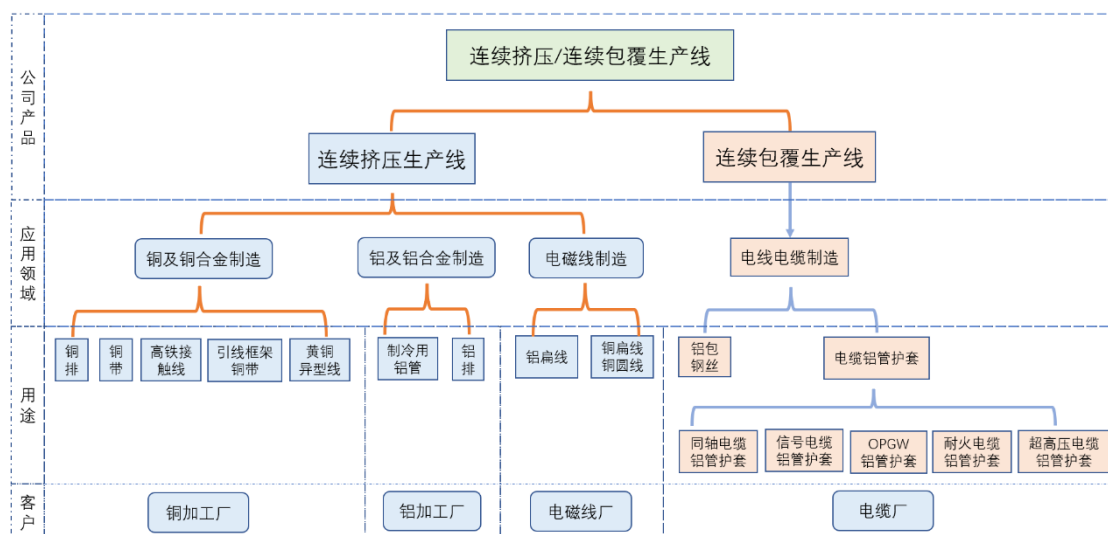 公司产品
连续挤压/连续包覆生产线
连续挤压生产线
连续包覆生产线
应用领域
铜及铜合金制造
铝及铝合金制造
电磁线制造
电线电缆制造
用途
铜
排
铜
带
高铁接
触线
引线框架
铜带
黄铜
异型线
制冷用
铝管
铝
排
铝扁线
铜扁线
铜圆线
铝包
钢丝
电缆铝管护套
同轴电缆
铝管护套
信号电缆
铝管护套
OPGW
铝管护套
耐火电缆
铝管护套
超高压电缆
铝管护套
客户
铜加工厂
铝加工厂
电磁线厂
电缆厂